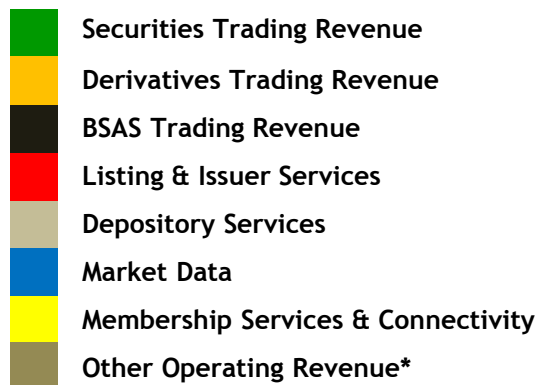 Securities Trading Revenue
Derivatives Trading Revenue
BSAS Trading Revenue
Listing & Issuer Services
Depository Services
Market Data
Membership Services & Connectivity
Other Operating Revenue*